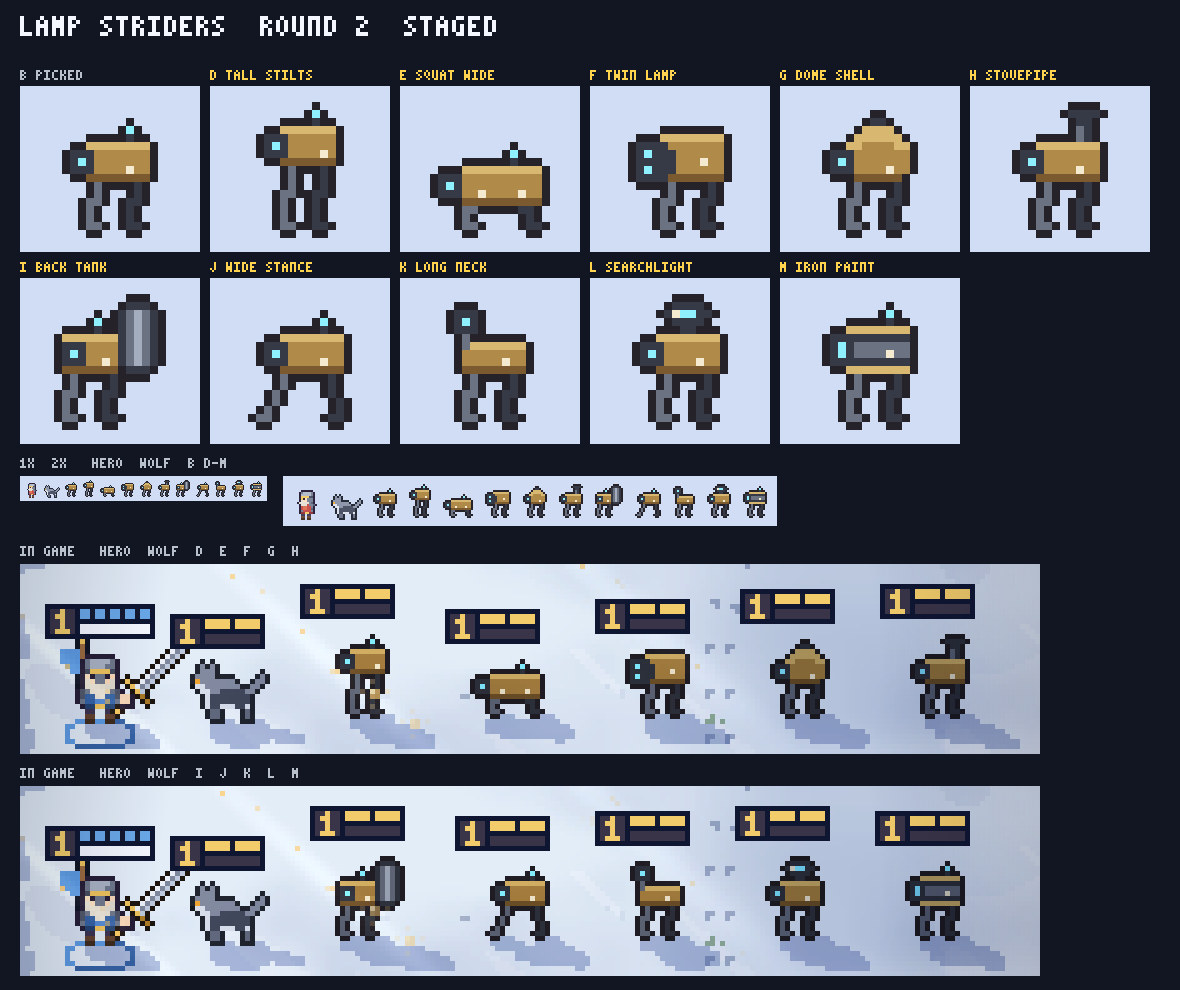 LAMP STRIDERS ROUND 2 STAGED
B PICKED D TALL STILTS E SQUAT WIDE F TWIN LAMP G DOME SHELL H STOVEPIPE
I BACK TANK J WIDE STANCE K LONG NECK L SEARCHLIGHT M IRON PAINT
1X 2X HERO WOLF B D-M
IN GAME HERO WOLF D E F G H
1 1 1 1 1 1 1
IN GAME HERO WOLF I J K L M
1 1 1 1 1 1 1